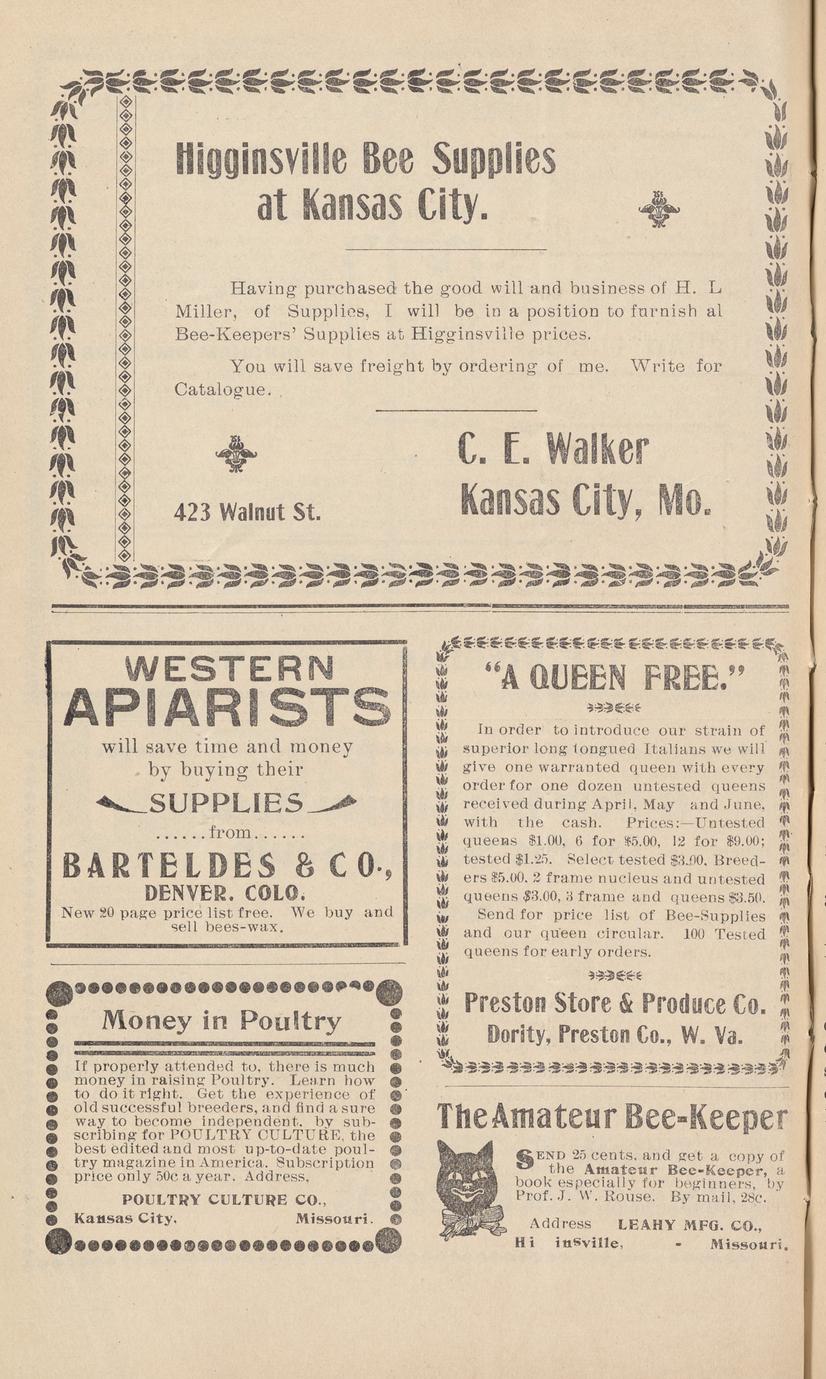 Higginsville Bee Supplies
at Kansas City.
Having purchased the good will and business of H. L
Miller, of Supplies, I will be in a position to furnish al
Bee-Keepers' Supplies at Higginsville prices.
You will save freight by ordering of me. Write for
Catalogue.
C. E. Walker
Kansas City, Mo.
423 Walnut St.
WESTERN
APIARISTS
will save time and money
by buying their
SUPPLIES
......from......
BARTELDES & CO.,
DENVER. COLO.
New 20 page price list free. We buy and
sell bees-wax.
Money in Poultry
If properly attended to, there is much
money in raising Poultry. Learn how
to do it right. Get the experience of
old successful breeders, and find a sure
way to become independent, by sub-
scribing for POULTRY CULTURE, the
best edited and most up-to-date poul-
try magazine in America. Subscription
price only 50c a year. Address,
POULTRY CULTURE CO.,
Kansas City, Missouri.
"A QUEEN FREE."
In order to introduce our strain of
superior long tongued Italians we will
give one warranted queen with every
order for one dozen untested queens
received during April, May and June,
with the cash. Prices:—Untested
queens $1.00, 6 for $5.00, 12 for $9.00;
tested $1.25. Select tested $3.00, Breed-
ers $5.00. 2 frame nucleus and untested
queens $3.00, 3 frame and queens $3.50.
Send for price list of Bee-Supplies
and our queen circular. 100 Tested
queens for early orders.
Preston Store & Produce Co.
Dority, Preston Co., W. Va.
The Amateur Bee-Keeper
SEND 25 cents, and get a copy of
the Amateur Bee-Keeper, a
book especially for beginners, by
Prof. J. W. Rouse. By mail, 28c.
Address LEAHY MFG. CO.,
Hi insville, - Missouri.